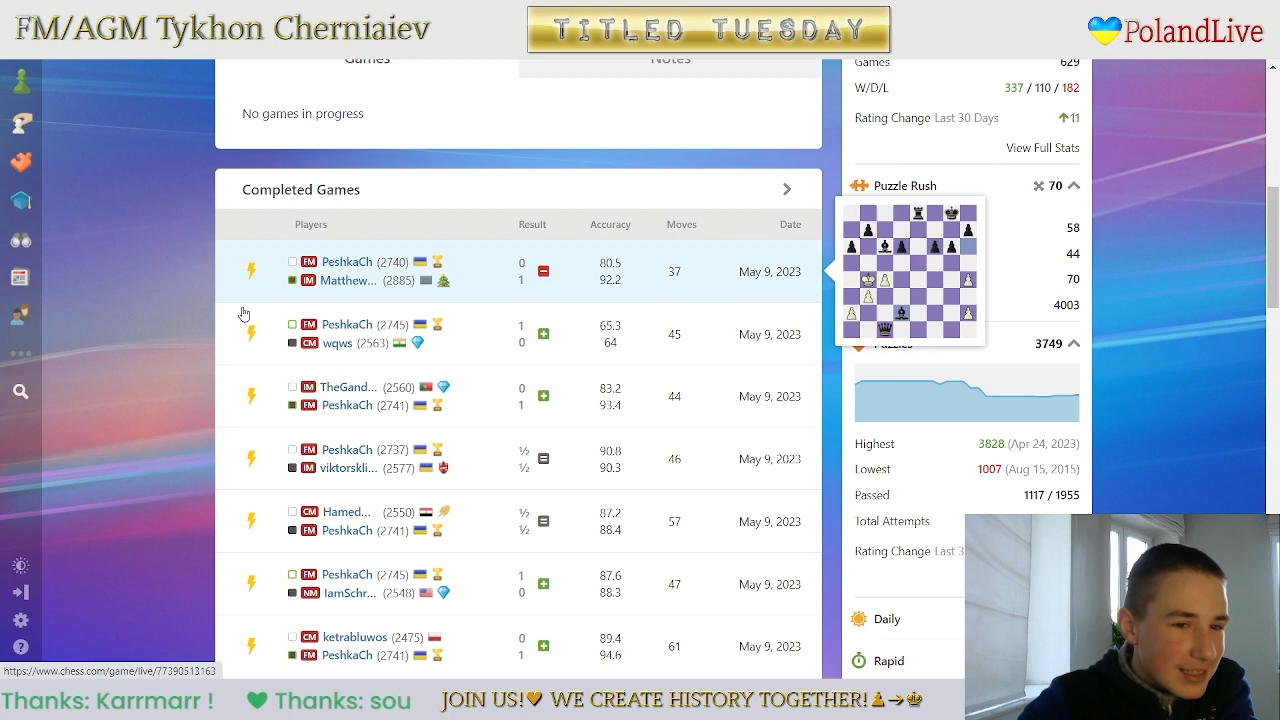 FM/AGM Tykhon Cherniaiev
TITLED TUESDAY
PolandLive
Games
Notes
No games in progress
Completed Games
Players Result Accuracy Moves Date
FM PeshkaCh (2740) 0 80.5
IM Matthew... (2885) 1 92.2
37 May 9, 2023
FM PeshkaCh (2745) 1 65.3
CM wqws (2563) 0 64
45 May 9, 2023
IM TheGand... (2560) 0 83.2
FM PeshkaCh (2741) 1 93.4
44 May 9, 2023
FM PeshkaCh (2737) ½ 90.8
IM viktorskli... (2577) ½ 90.3
46 May 9, 2023
CM Hamed... (2550) ½ 87.2
FM PeshkaCh (2741) ½ 88.4
57 May 9, 2023
FM PeshkaCh (2745) 1 87.6
NM IamSchr... (2548) 0 88.3
47 May 9, 2023
CM ketrabluwos (2475) 0 89.4
FM PeshkaCh (2741) 1 94.6
61 May 9, 2023
Games 629
W/D/L 337 / 110 / 182
Rating Change Last 30 Days 11
View Full Stats
Puzzle Rush 70
58
44
70
4003
Puzzles 3749
Highest 3828 (Apr 24, 2023)
Lowest 1007 (Aug 15, 2015)
Passed 1117 / 1955
Total Attempts
Rating Change Last 3
Daily
Rapid
https://www.chess.com/game/live/77390513163
Thanks: Karrmarr ! Thanks: sou
JOIN US! WE CREATE HISTORY TOGETHER!